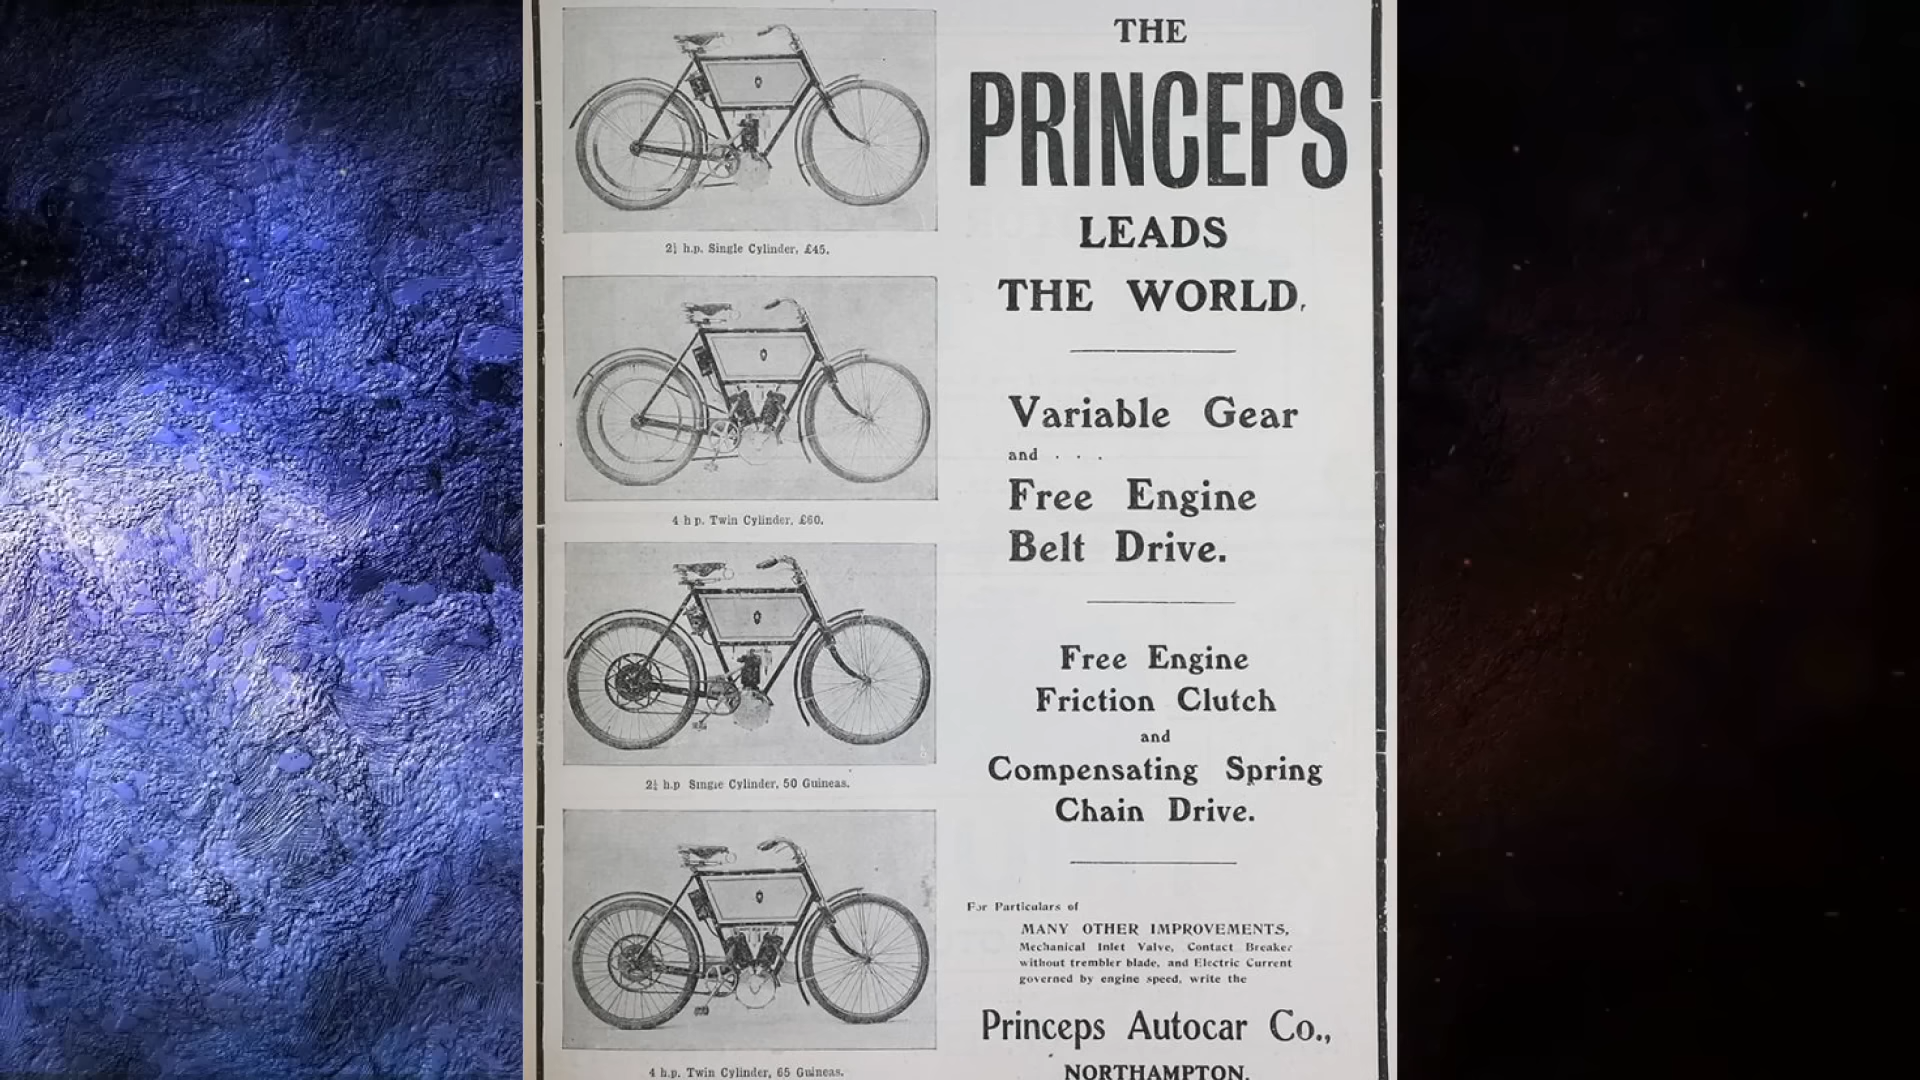 2½ h.p. Single Cylinder, £45.
4 h p. Twin Cylinder, £60.
2½ h.p Single Cylinder, 50 Guineas.
4 h.p. Twin Cylinder, 65 Guineas.
THE
PRINCEPS
LEADS
THE WORLD.
Variable Gear
and . . .
Free Engine
Belt Drive.
Free Engine
Friction Clutch
and
Compensating Spring
Chain Drive.
For Particulars of
MANY OTHER IMPROVEMENTS,
Mechanical Inlet Valve, Contact Breaker
without trembler blade, and Electric Current
governed by engine speed, write the
Princeps Autocar Co.,
NORTHAMPTON.